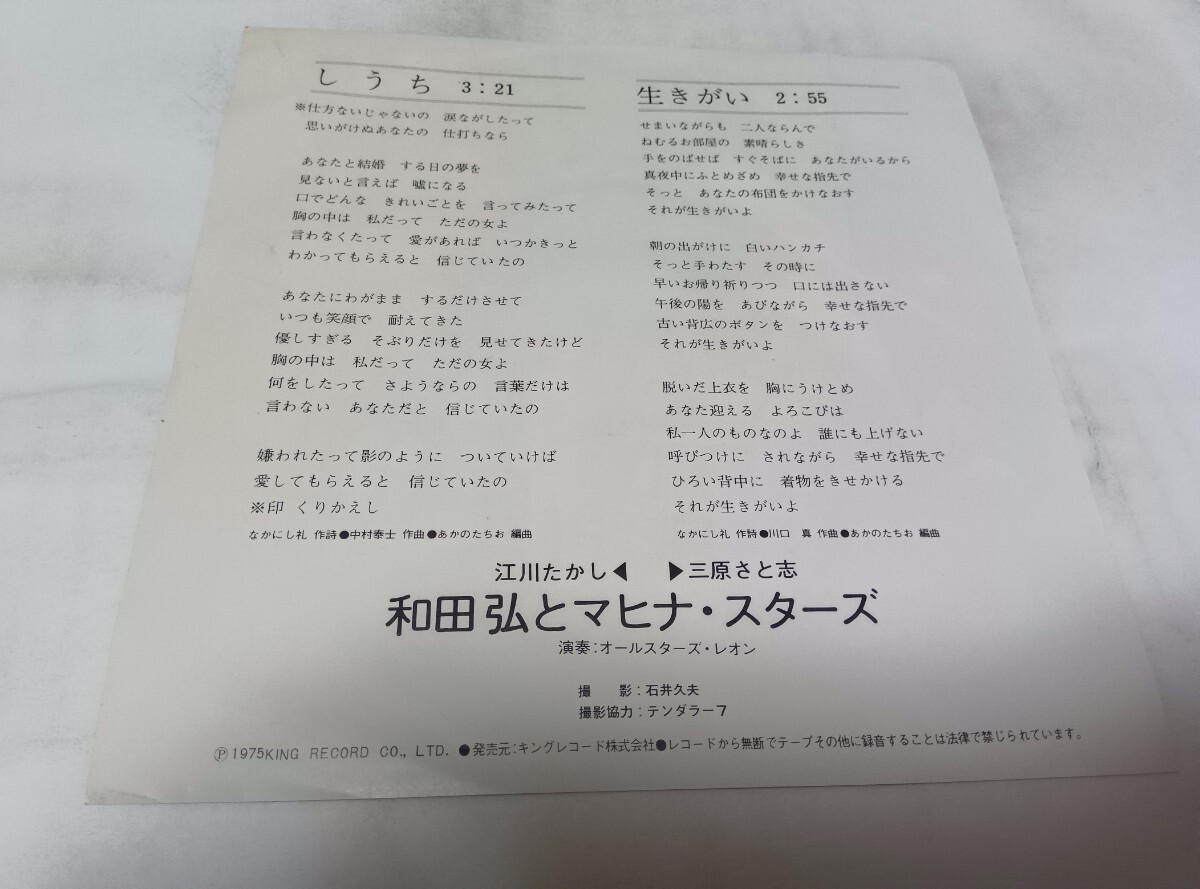 しうち 3:21
※仕方ないじゃないの 涙ながしたって
思いがけぬあなたの 仕打ちなら
あなたと結婚 する日の夢を
見ないと言えば 嘘になる
口でどんな きれいごとを 言ってみたって
胸の中は 私だって ただの女よ
言わなくたって 愛があれば いつかきっと
わかってもらえると 信じていたの
あなたにわがまま するだけさせて
いつも笑顔で 耐えてきた
優しすぎる そぶりだけを 見せてきたけど
胸の中は 私だって ただの女よ
何をしたって さようならの 言葉だけは
言わない あなただと 信じていたの
嫌われたって影のように ついていけば
愛してもらえると 信じていたの
※印 くりかえし
なかにし礼 作詩●中村泰士 作曲●あかのたちお 編曲
生きがい 2:55
せまいながらも 二人ならんで
ねむるお部屋の 素晴らしき
手をのばせば すぐそばに あなたがいるから
真夜中にふとめざめ 幸せな指先で
そっと あなたの布団をかけなおす
それが生きがいよ
朝の出がけに 白いハンカチ
そっと手わたす その時に
早いお帰り祈りつつ 口には出さない
午後の陽を あびながら 幸せな指先で
古い背広のボタンを つけなおす
それが生きがいよ
脱いだ上衣を 胸にうけとめ
あなた迎える よろこびは
私一人のものなのよ 誰にも上げない
呼びつけに されながら 幸せな指先で
ひろい背中に 着物をきせかける
それが生きがいよ
なかにし礼 作詩●川口 真 作曲●あかのたちお 編曲
江川たかし◀ ▶三原さと志
和田弘とマヒナ・スターズ
演奏:オールスターズ・レオン
撮 影:石井久夫
撮影協力:テンダラー7
Ⓟ1975KING RECORD CO., LTD. ●発売元:キングレコード株式会社●レコードから無断でテープその他に録音することは法律で禁じられています。